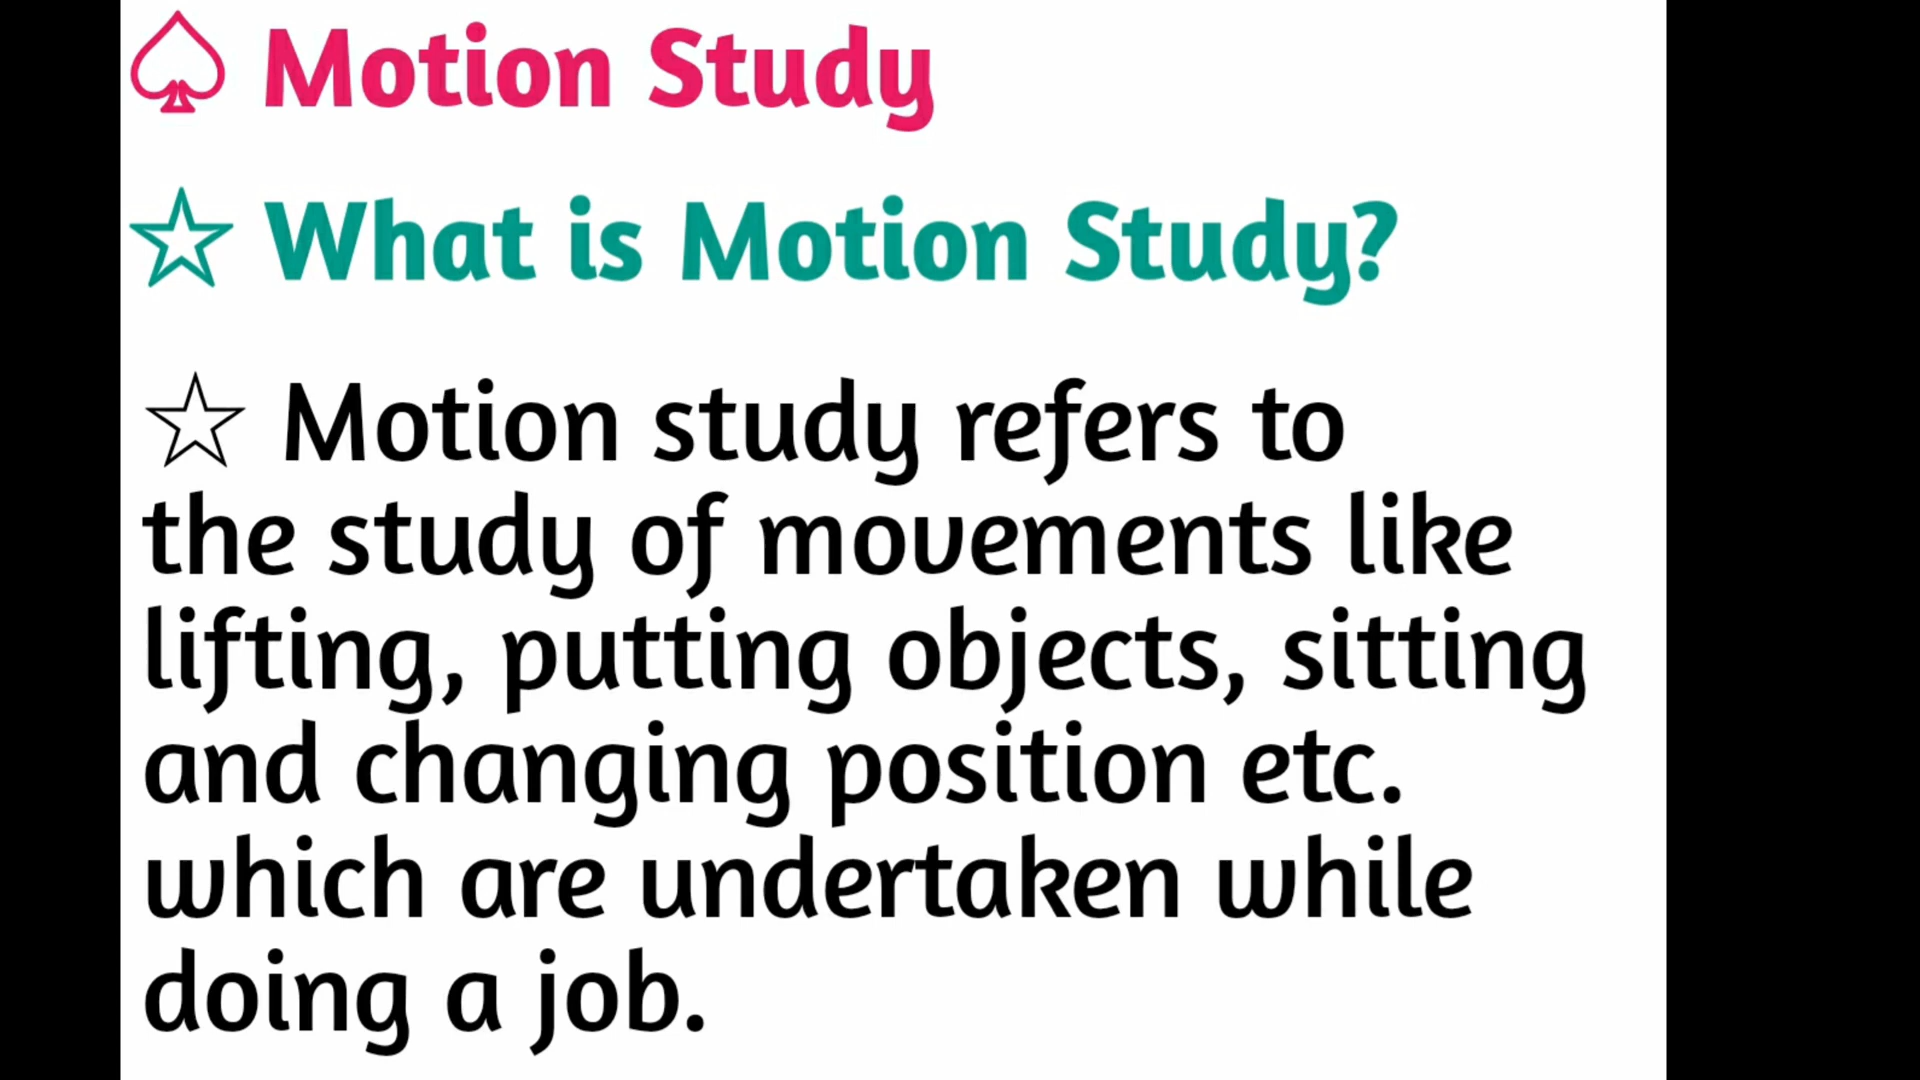 ♤ Motion Study
☆ What is Motion Study?
☆ Motion study refers to
the study of movements like
lifting, putting objects, sitting
and changing position etc.
which are undertaken while
doing a job.